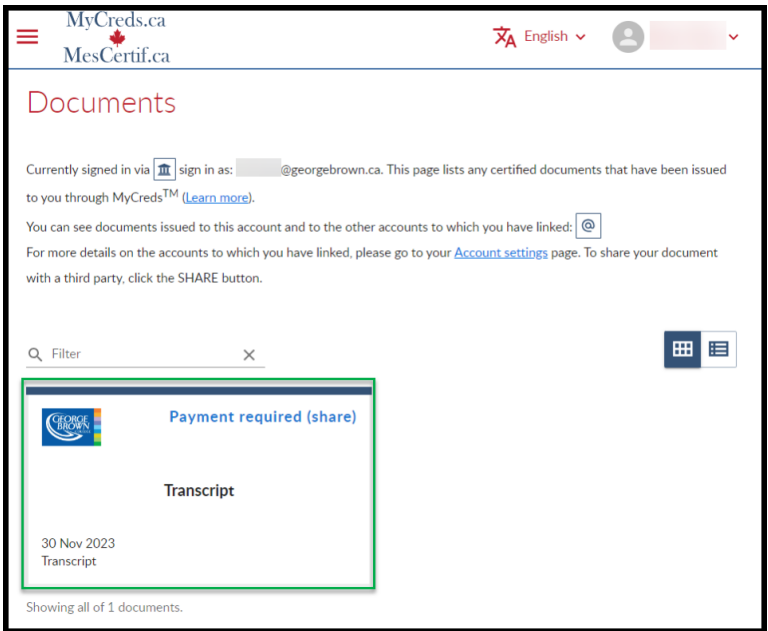 MyCreds.ca
MesCertif.ca
English
Documents
Currently signed in via sign in as: @georgebrown.ca. This page lists any certified documents that have been issued
to you through MyCreds™ (Learn more).
You can see documents issued to this account and to the other accounts to which you have linked: @
For more details on the accounts to which you have linked, please go to your Account settings page. To share your document
with a third party, click the SHARE button.
Filter
GEORGE
BROWN
Payment required (share)
Transcript
30 Nov 2023
Transcript
Showing all of 1 documents.